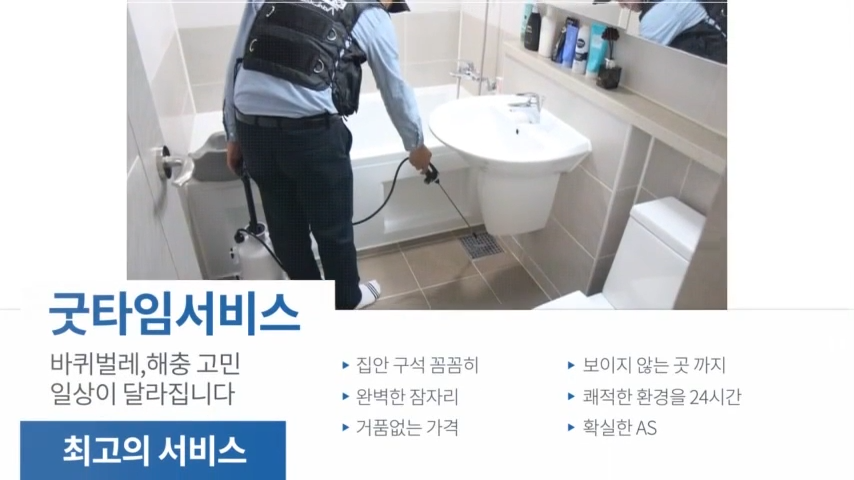 굿타임서비스
바퀴벌레,해충 고민
일상이 달라집니다
최고의 서비스
집안 구석 꼼꼼히
완벽한 잠자리
거품없는 가격
보이지 않는 곳 까지
쾌적한 환경을 24시간
확실한 AS